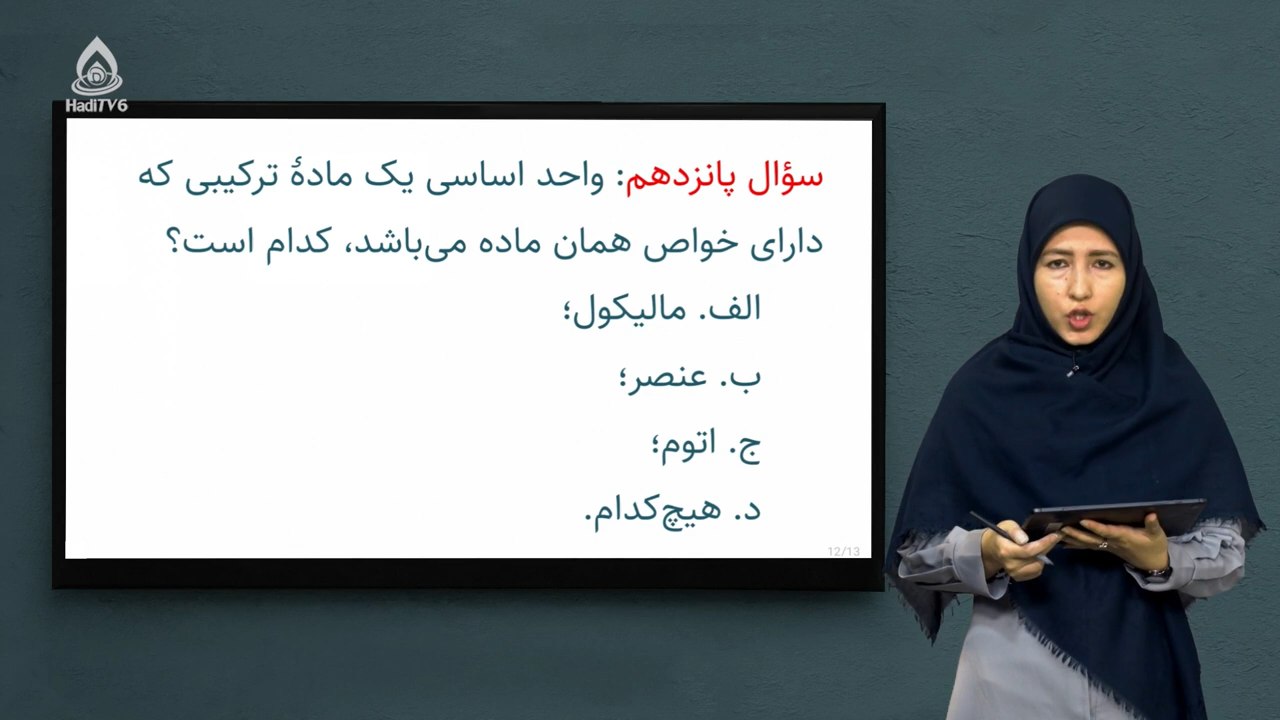 HadiTV6
سؤال پانزدهم: واحد اساسی یک مادهٔ ترکیبی که
دارای خواص همان ماده می‌باشد، کدام است؟
الف. مالیکول؛
ب. عنصر؛
ج. اتوم؛
د. هیچ‌کدام.
12/13